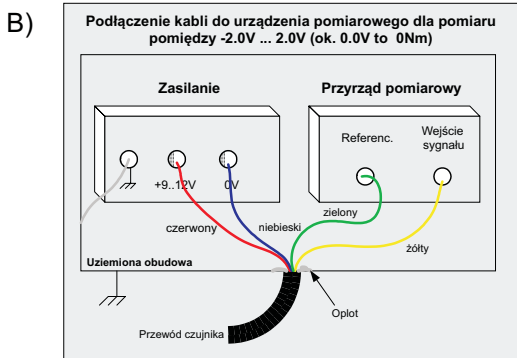 B)
Podłączenie kabli do urządzenia pomiarowego dla pomiaru
pomiędzy -2.0V ... 2.0V (ok. 0.0V to 0Nm)
Zasilanie
Przyrząd pomiarowy
Referenc.
Wejście
sygnału
+9..12V
0V
zielony
czerwony
niebieski
żółty
Uziemiona obudowa
Oplot
Przewód czujnika